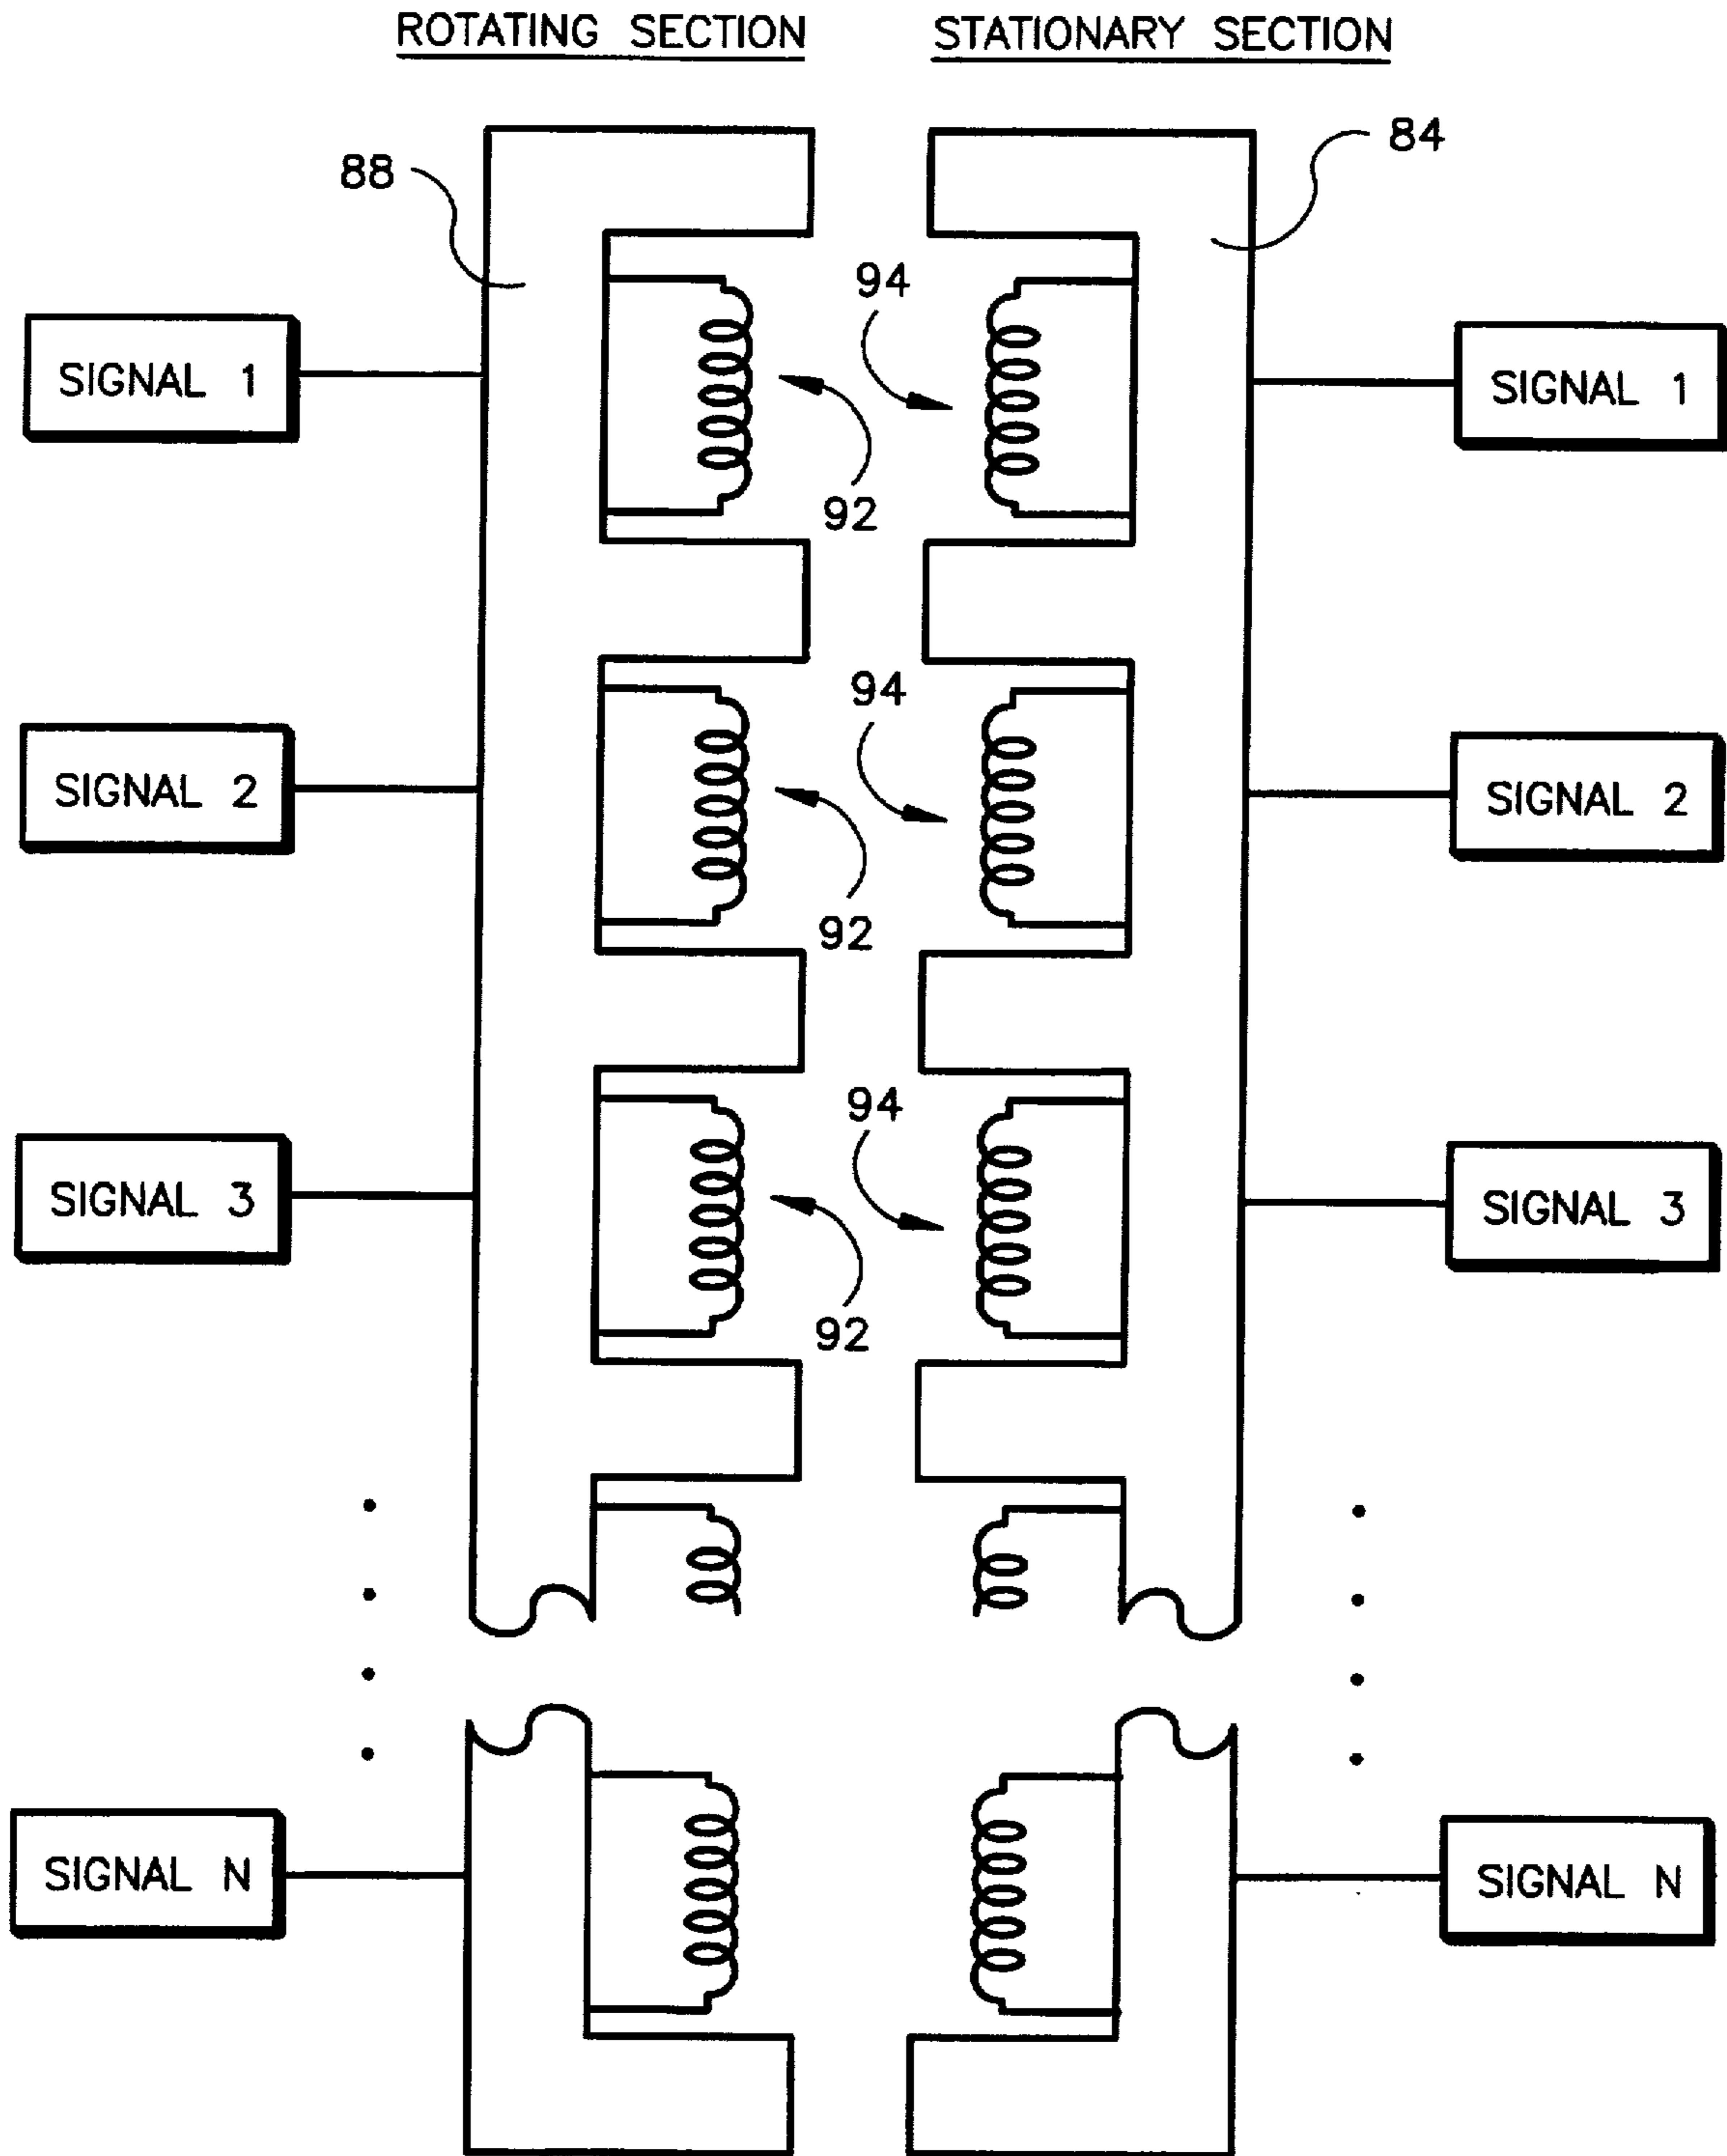 ROTATING SECTION
STATIONARY SECTION
88
84
94
SIGNAL 1
SIGNAL 1
92
94
SIGNAL 2
SIGNAL 2
92
94
SIGNAL 3
SIGNAL 3
92
SIGNAL N
SIGNAL N